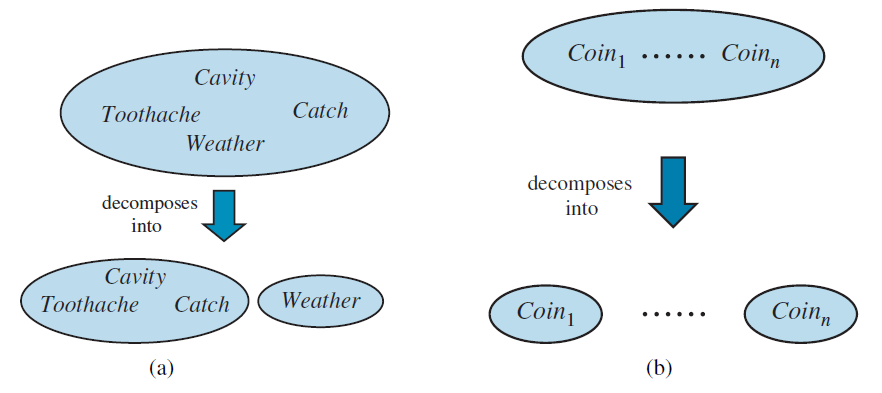 Cavity
Toothache Catch
Weather
decomposes
into
Cavity
Toothache Catch
Weather
(a)
Coin1 ...... Coinn
decomposes
into
Coin1 ...... Coinn
(b)